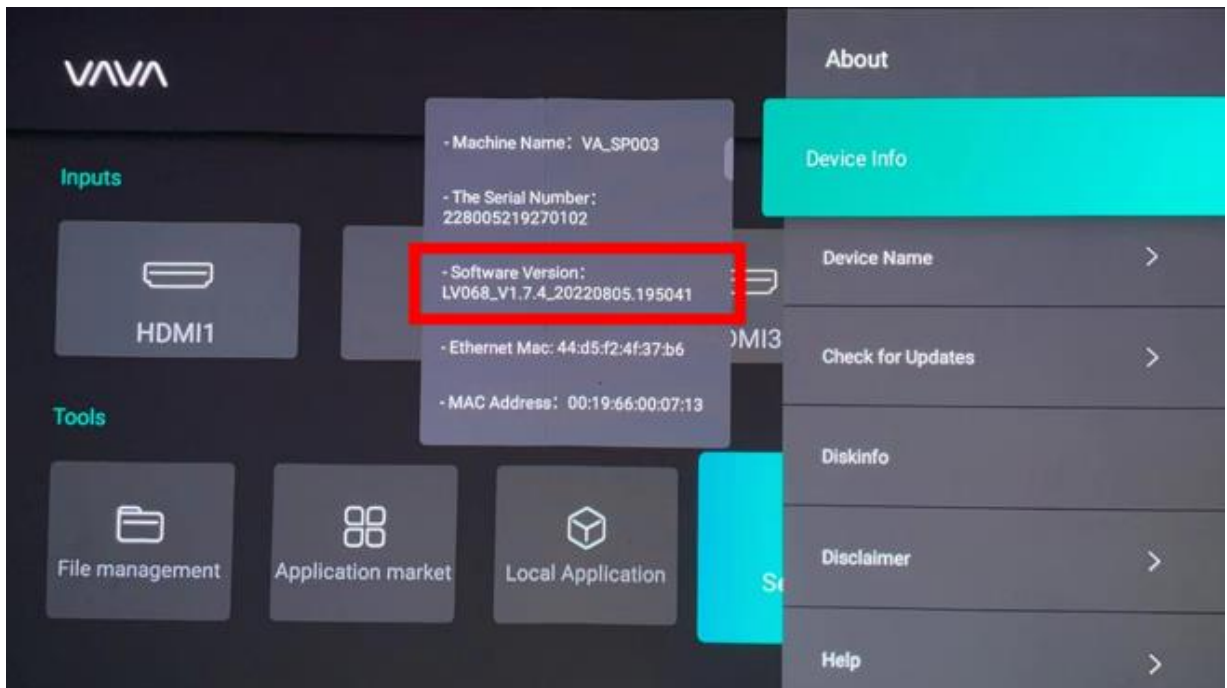 VAVA
About
- Machine Name： VA_SP003
Device Info
Inputs
- The Serial Number：
228005219270102
- Software Version：
LV068_V1.7.4_20220805.195041
Device Name
HDMI1
DMI3
- Ethernet Mac: 44:d5:f2:4f:37:b6
Check for Updates
- MAC Address： 00:19:66:00:07:13
Tools
Diskinfo
File management
Application market
Local Application
Se
Disclaimer
Help